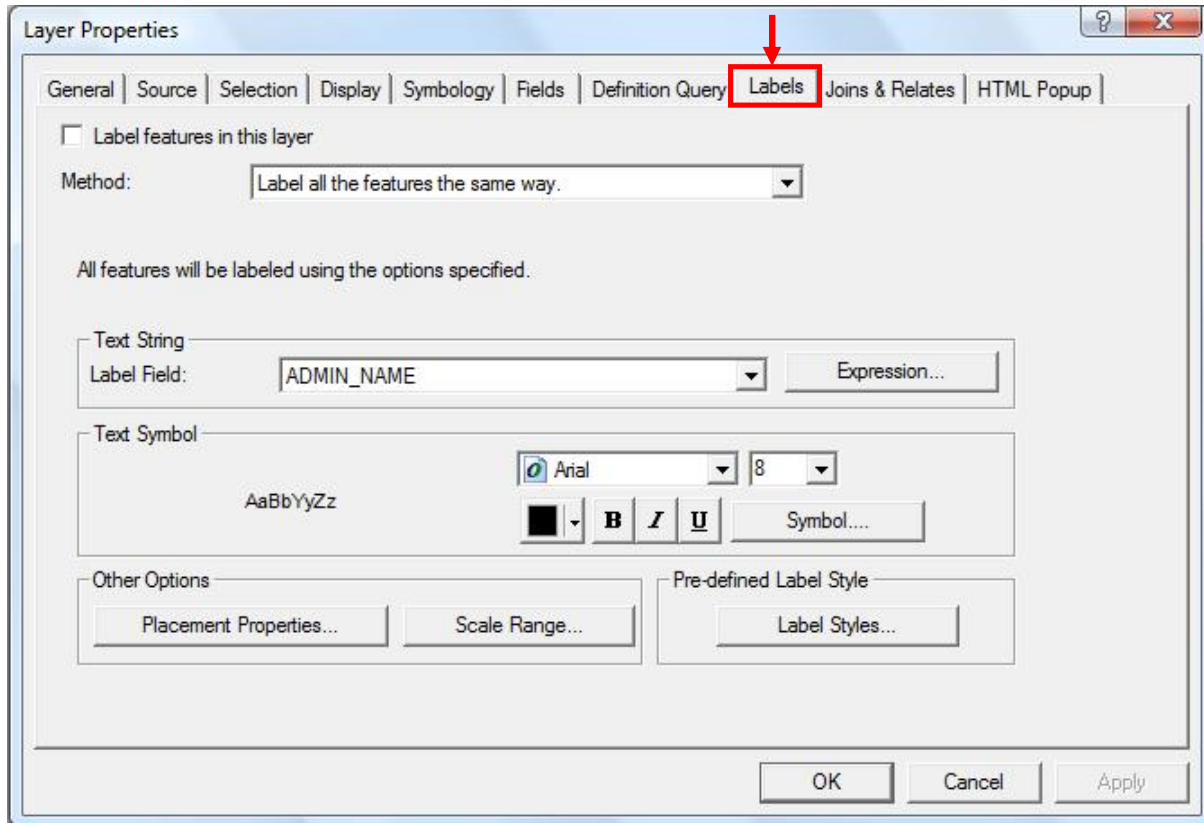 Layer Properties
General Source Selection Display Symbology Fields Definition Query Labels Joins & Relates HTML Popup
Label features in this layer
Method: Label all the features the same way.
All features will be labeled using the options specified.
Text String
Label Field: ADMIN_NAME Expression...
Text Symbol
AaBbYyZz
Arial 8
B I U Symbol....
Other Options Pre-defined Label Style
Placement Properties... Scale Range... Label Styles...
OK Cancel Apply